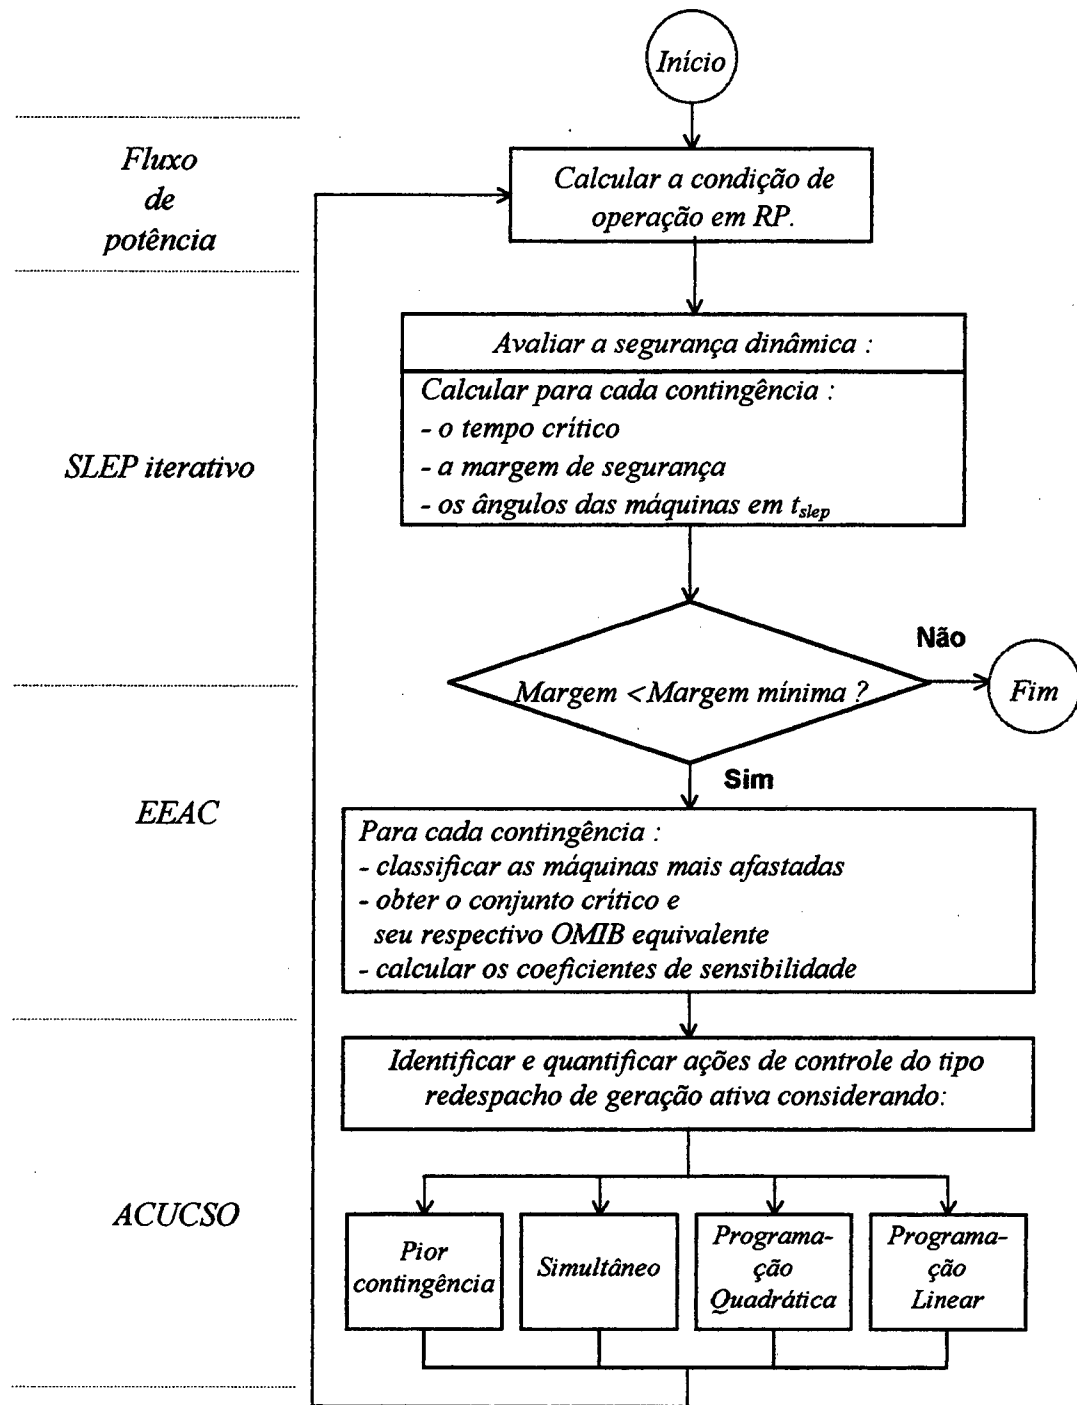 Início
Fluxo
de
potência
Calcular a condição de
operação em RP.
SLEP iterativo
Avaliar a segurança dinâmica :
Calcular para cada contingência :
- o tempo crítico
- a margem de segurança
- os ângulos das máquinas em tslep
Margem <Margem mínima ?
Não
Fim
Sim
EEAC
Para cada contingência :
- classificar as máquinas mais afastadas
- obter o conjunto crítico e
seu respectivo OMIB equivalente
- calcular os coeficientes de sensibilidade
ACUCSO
Identificar e quantificar ações de controle do tipo
redespacho de geração ativa considerando:
Pior
contingência
Simultâneo
Programa-
ção
Quadrática
Programa-
ção
Linear